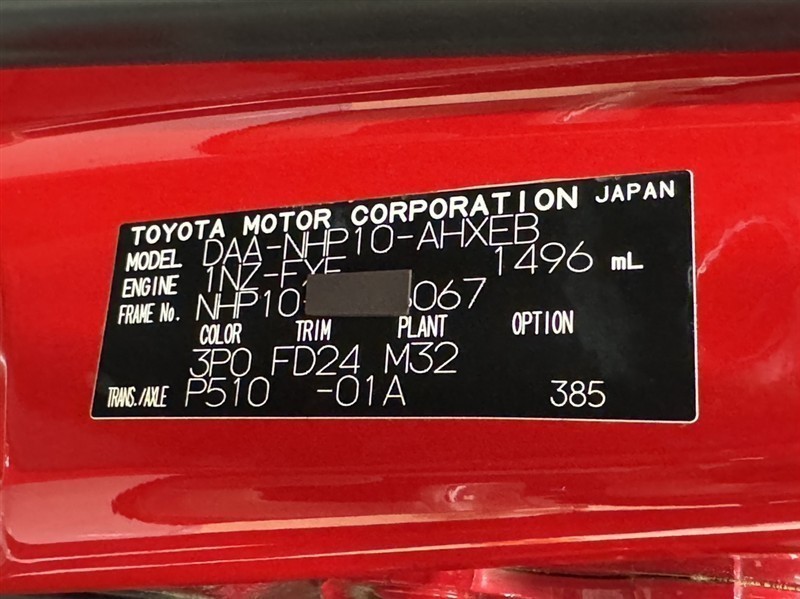 TOYOTA MOTOR CORPORATION JAPAN
MODEL DAA-NHP10-AHXEB
ENGINE 1NZ-FXE 1496 mL
FRAME No. NHP10- 067
COLOR TRIM PLANT OPTION
3P0 FD24 M32
TRANS./AXLE P510 -01A 385